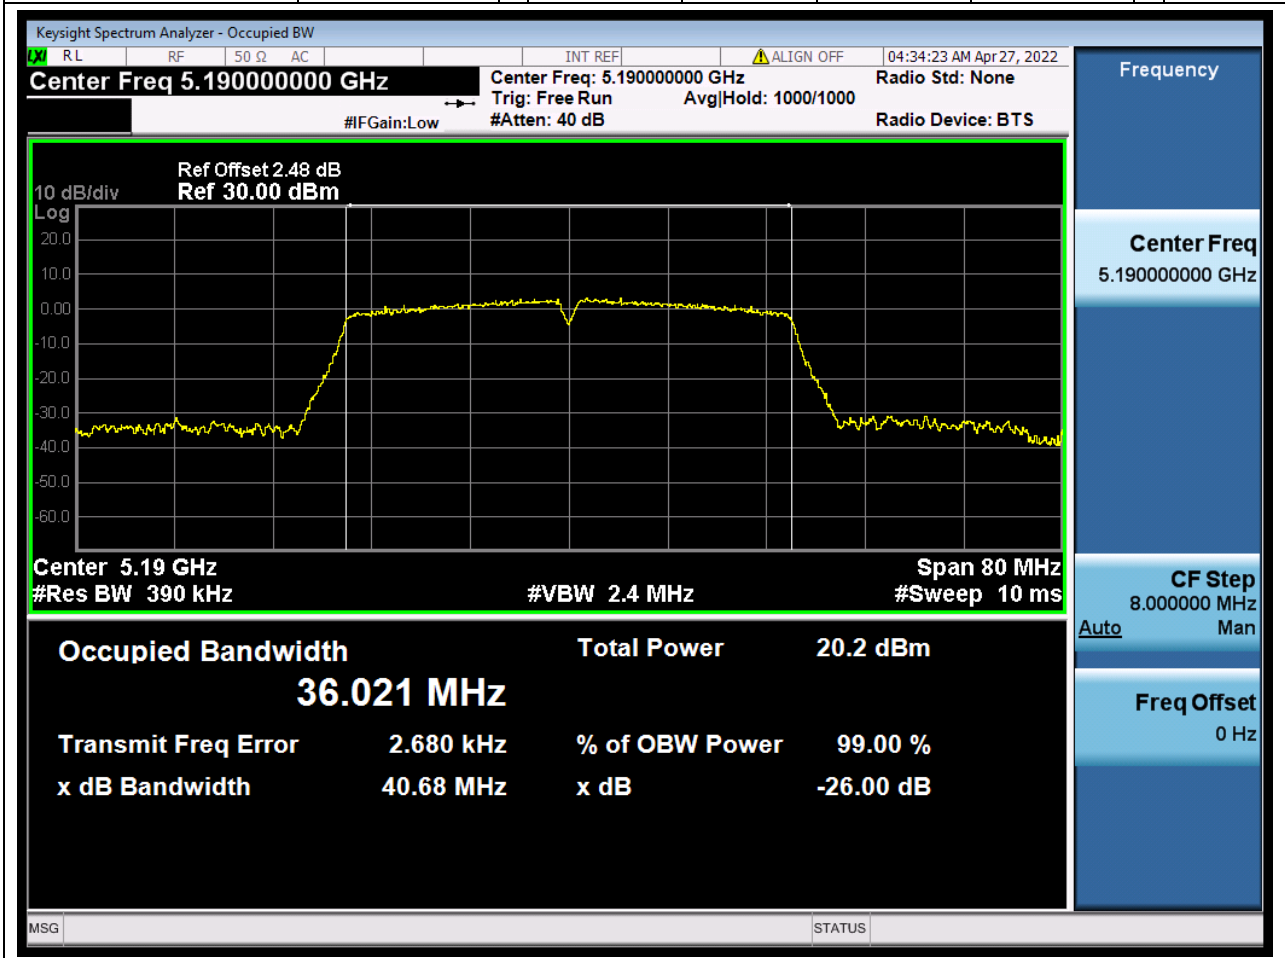 Keysight Spectrum Analyzer - Occupied BW
LXI RL RF 50 Ω AC INT REF ALIGN OFF 04:34:23 AM Apr 27, 2022
Center Freq 5.190000000 GHz
Center Freq: 5.190000000 GHz
Radio Std: None
Trig: Free Run Avg|Hold: 1000/1000
#IFGain:Low
#Atten: 40 dB
Radio Device: BTS
Ref Offset 2.48 dB
10 dB/div Ref 30.00 dBm
Log
20.0
10.0
0.00
-10.0
-20.0
-30.0
-40.0
-50.0
-60.0
Center 5.19 GHz Span 80 MHz
#Res BW 390 kHz #VBW 2.4 MHz #Sweep 10 ms
Occupied Bandwidth Total Power 20.2 dBm
36.021 MHz
Transmit Freq Error 2.680 kHz % of OBW Power 99.00 %
x dB Bandwidth 40.68 MHz x dB -26.00 dB
Frequency
Center Freq
5.190000000 GHz
CF Step
8.000000 MHz
Auto Man
Freq Offset
0 Hz
MSG STATUS